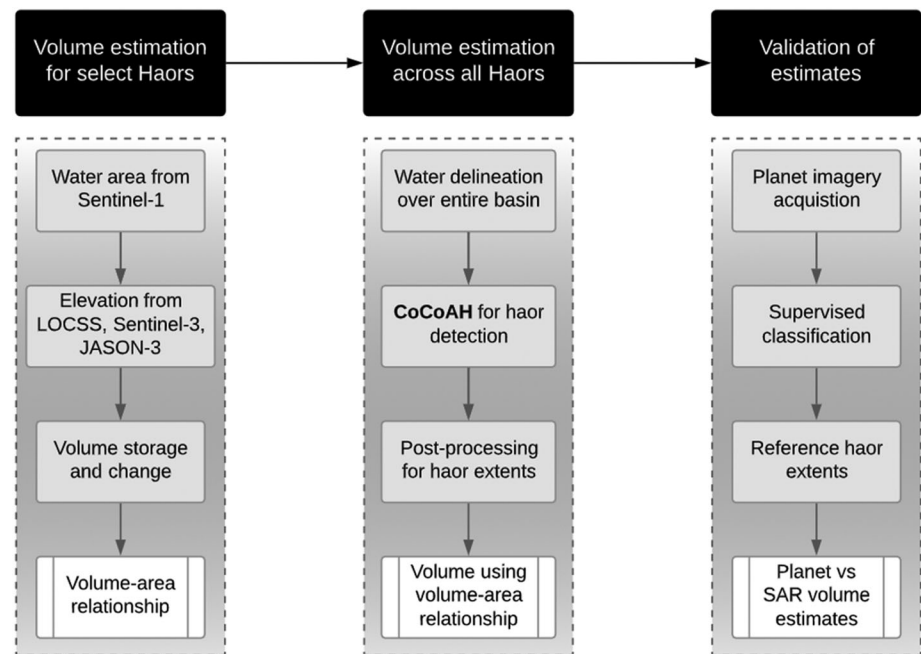 Volume estimation
for select Haors
Volume estimation
across all Haors
Validation of
estimates
Water area from
Sentinel-1
Elevation from
LOCSS, Sentinel-3,
JASON-3
Volume storage
and change
Volume-area
relationship
Water delineation
over entire basin
CoCoAH for haor
detection
Post-processing
for haor extents
Volume using
volume-area
relationship
Planet imagery
acquistion
Supervised
classification
Reference haor
extents
Planet vs
SAR volume
estimates